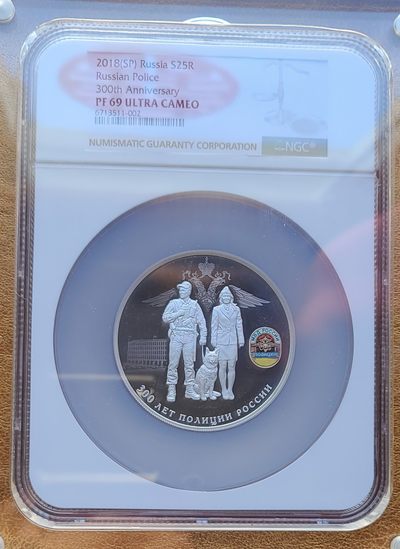 2018(SP) Russia S25R
Russian Police
300th Anniversary
PF 69 ULTRA CAMEO
6713511-002
NUMISMATIC GUARANTY CORPORATION
NGC®
300 ЛЕТ ПОЛИЦИИ РОССИИ